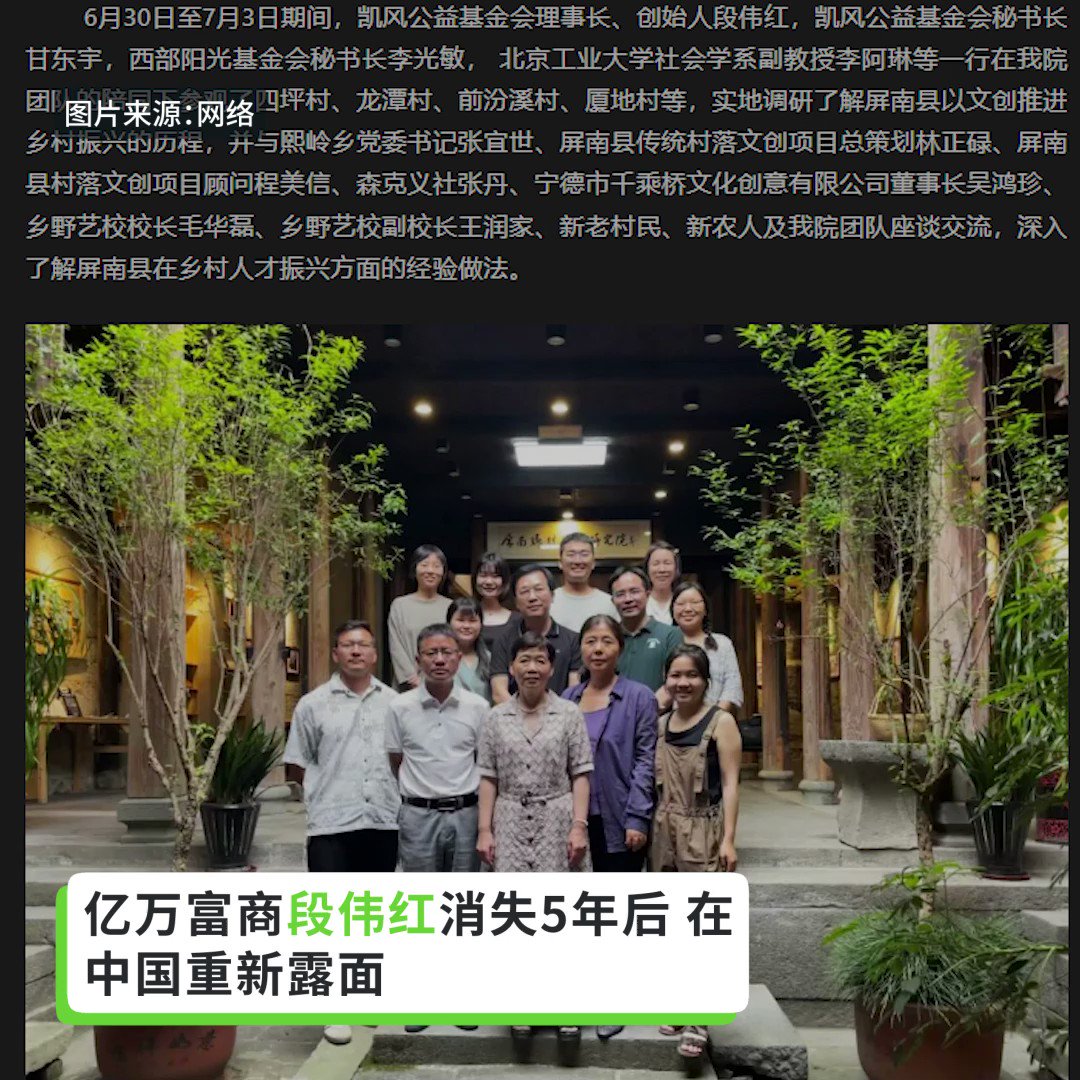 6月30日至7月3日期间，凯风公益基金会理事长、创始人段伟红，凯风公益基金会秘书长
甘东宇，西部阳光基金会秘书长李光敏， 北京工业大学社会学系副教授李阿琳等一行在我院
团队的陪同下参观了四坪村、龙潭村、前汾溪村、厦地村等，实地调研了解屏南县以文创推进
图片来源：网络
乡村振兴的历程，并与熙岭乡党委书记张宜世、屏南县传统村落文创项目总策划林正碌、屏南
县村落文创项目顾问程美信、森克义社张丹、宁德市千乘桥文化创意有限公司董事长吴鸿珍、
乡野艺校校长毛华磊、乡野艺校副校长王润家、新老村民、新农人及我院团队座谈交流，深入
了解屏南县在乡村人才振兴方面的经验做法。
亿万富商段伟红消失5年后 在
中国重新露面